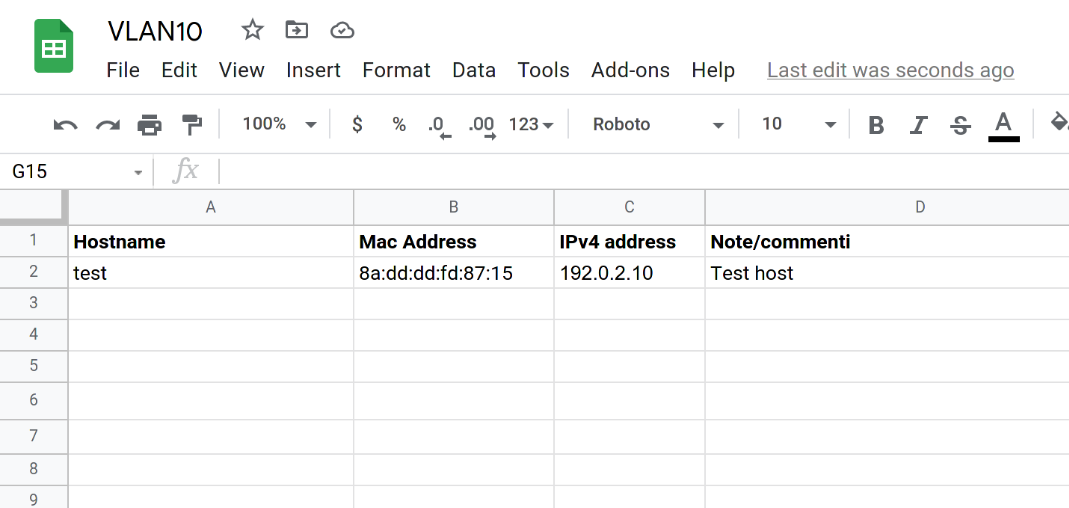 VLAN10
File Edit View Insert Format Data Tools Add-ons Help Last edit was seconds ago
100% $ % .0 .00 123 Roboto 10 B I S A
G15 fx
A B C D
1 Hostname Mac Address IPv4 address Note/commenti
2 test 8a:dd:dd:fd:87:15 192.0.2.10 Test host
3
4
5
6
7
8
9